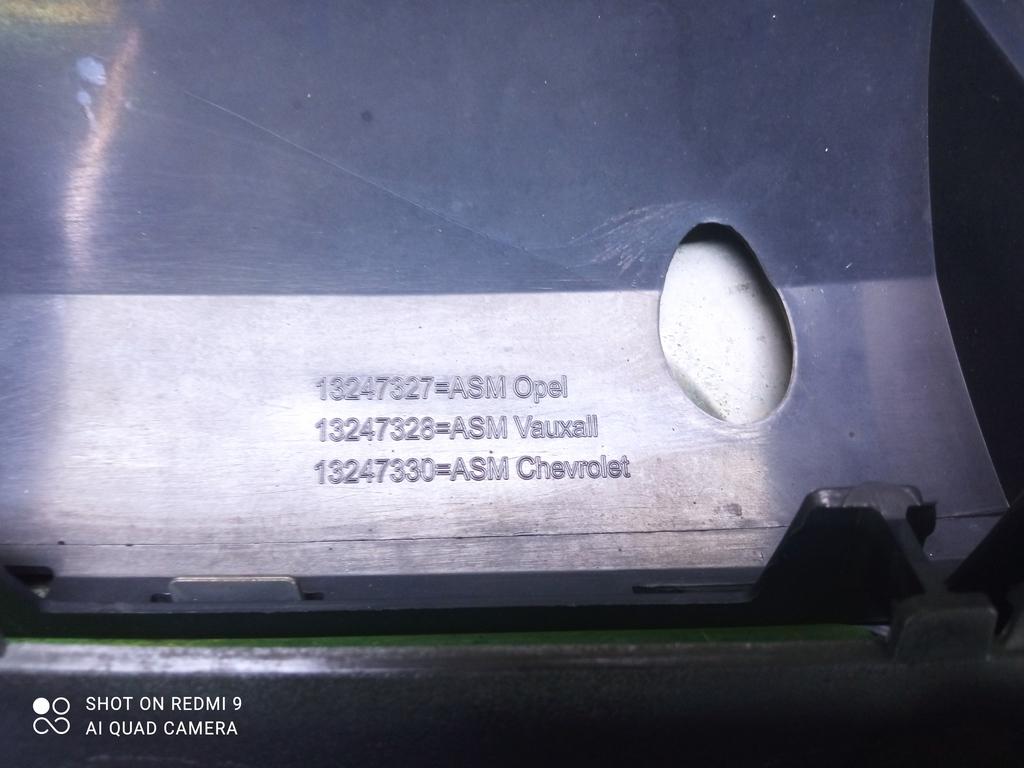 13247327=ASM Opel
13247328=ASM Vauxall
13247330=ASM Chevrolet
SHOT ON REDMI 9
AI QUAD CAMERA